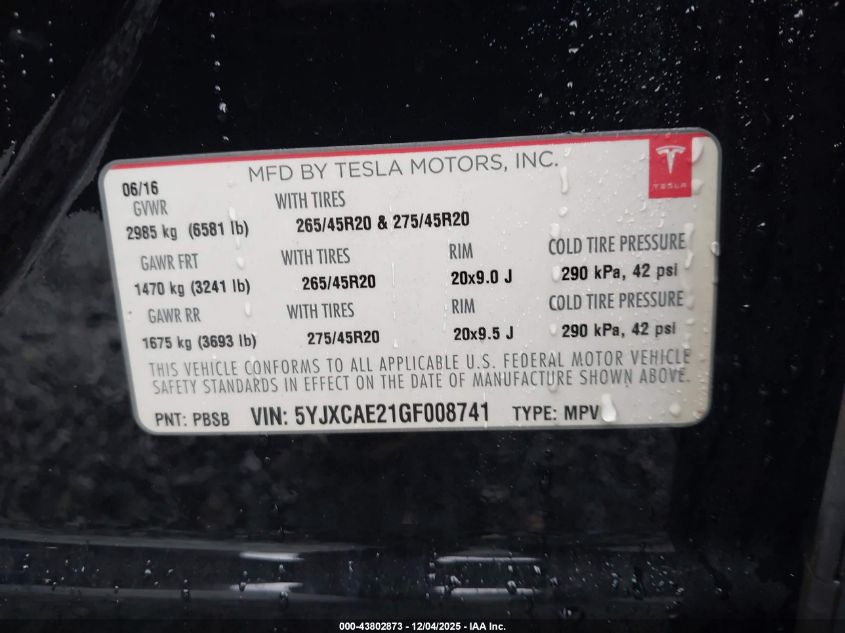 MFD BY TESLA MOTORS, INC.
TESLA
06/16
GVWR WITH TIRES
2985 kg (6581 lb) 265/45R20 & 275/45R20
GAWR FRT WITH TIRES RIM COLD TIRE PRESSURE
1470 kg (3241 lb) 265/45R20 20x9.0 J 290 kPa, 42 psi
GAWR RR WITH TIRES RIM COLD TIRE PRESSURE
1675 kg (3693 lb) 275/45R20 20x9.5 J 290 kPa, 42 psi
THIS VEHICLE CONFORMS TO ALL APPLICABLE U.S. FEDERAL MOTOR VEHICLE
SAFETY STANDARDS IN EFFECT ON THE DATE OF MANUFACTURE SHOWN ABOVE.
PNT: PBSB VIN: 5YJXCAE21GF008741 TYPE: MPV
000-43802873 - 12/04/2025 - IAA Inc.